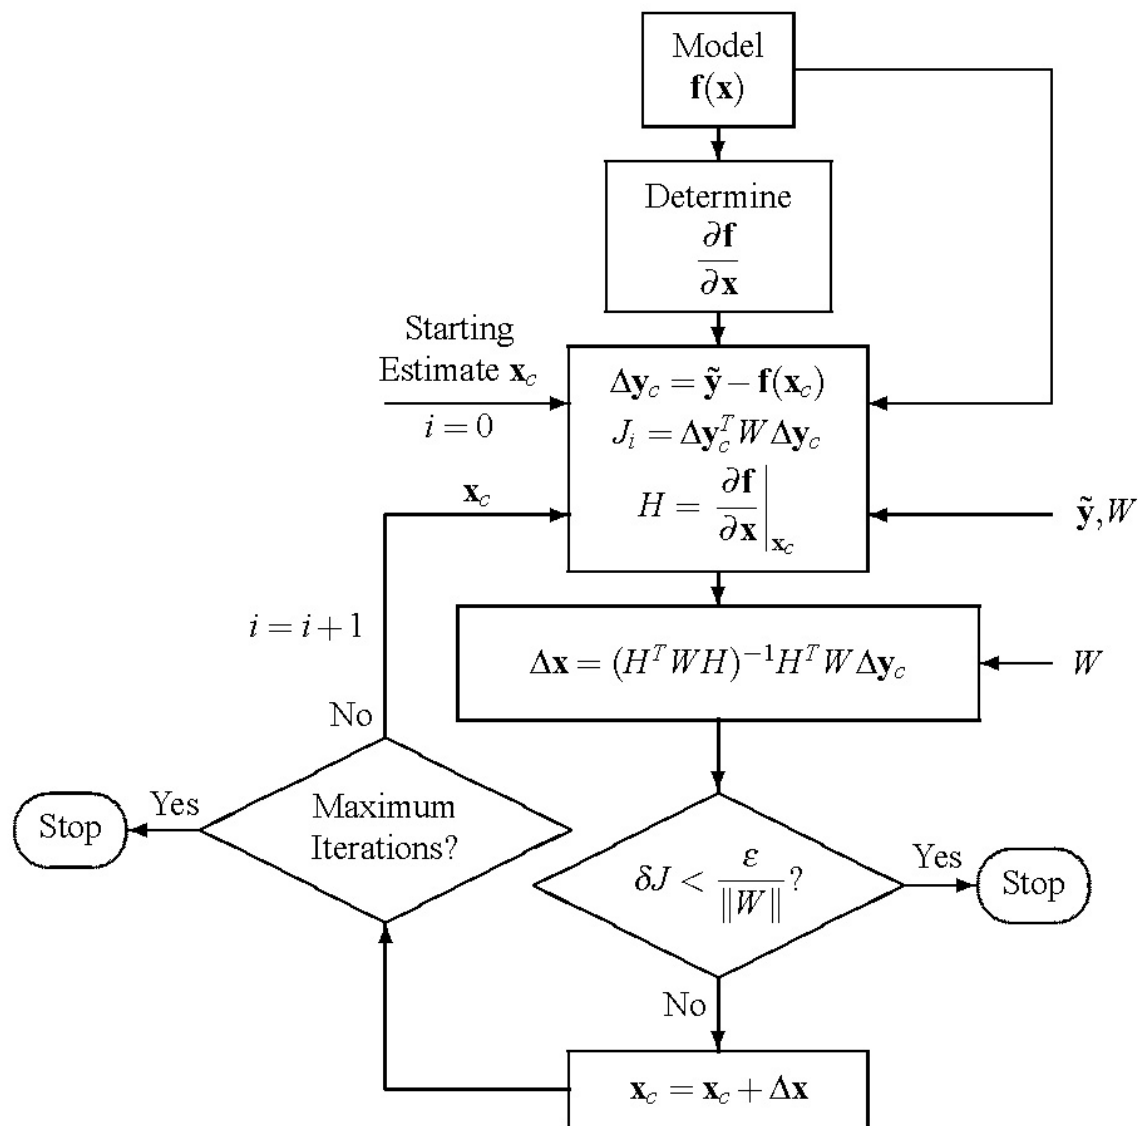 Model
f(x)
Determine
∂f
∂x
Starting
Estimate x_c
i = 0
Δy_c = ỹ − f(x_c)
J_i = Δy_c^T W Δy_c
H = ∂f/∂x |_{x_c}
x_c
ỹ, W
i = i + 1
Δx = (H^T W H)^{−1} H^T W Δy_c
W
No
Yes
Stop
Maximum
Iterations?
δJ < ε/‖W‖ ?
Yes
Stop
No
x_c = x_c + Δx